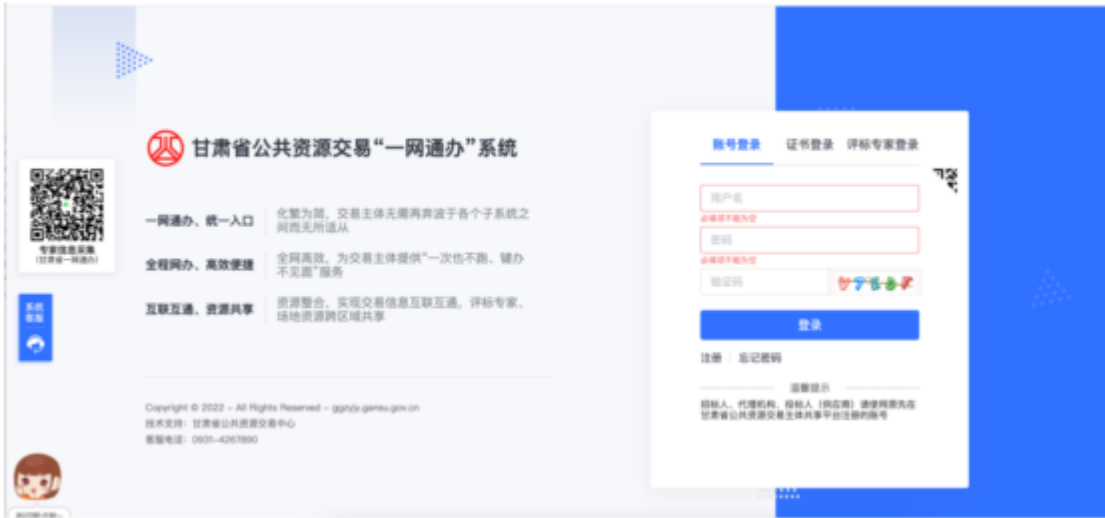 甘肃省公共资源交易“一网通办”系统
专家信息采集
(甘肃省一网通办)
系统
客服
一网通办、统一入口
化繁为简，交易主体无需再奔波于各个子系统之
间而无所适从
全程网办、高效便捷
全网高效，为交易主体提供“一次也不跑、键办
不见面”服务
互联互通、资源共享
资源整合，实现交易信息互联互通，评标专家、
场地资源跨区域共享
Copyright © 2022 - All Rights Reserved - ggzyjy.gansu.gov.cn
技术支持：甘肃省公共资源交易中心
客服电话：0931-4267890
账号登录 证书登录 评标专家登录
用户名
必填项不能为空
密码
必填项不能为空
验证码
登录
注册 忘记密码
温馨提示
招标人、代理机构、投标人（供应商）请使用原先在
甘肃省公共资源交易主体共享平台注册的账号